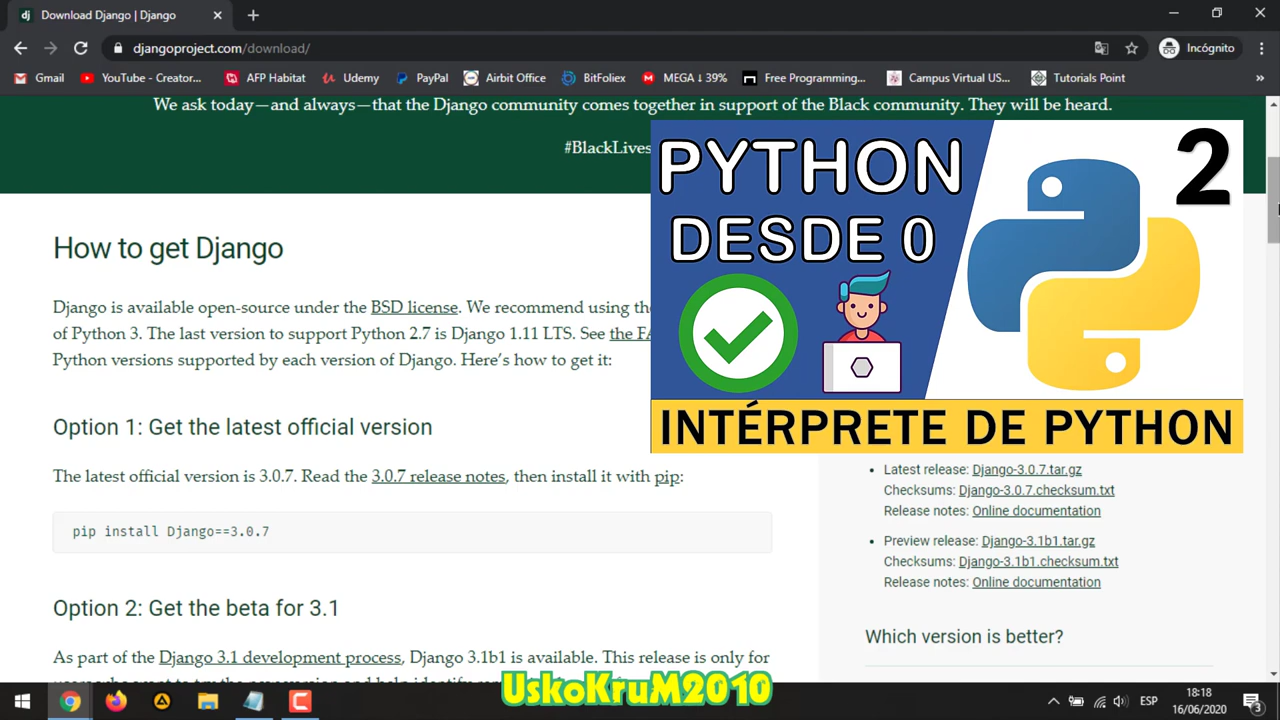 Download Django | Django
djangoproject.com/download/
Incógnito
Gmail
YouTube - Creator...
AFP Habitat
Udemy
PayPal
Airbit Office
BitFoliex
MEGA ↓ 39%
Free Programming...
Campus Virtual US...
Tutorials Point
»
We ask today—and always—that the Django community comes together in support of the Black community. They will be heard.
#BlackLives
PYTHON
DESDE 0
2
INTÉRPRETE DE PYTHON
How to get Django
Django is available open-source under the BSD license. We recommend using the
of Python 3. The last version to support Python 2.7 is Django 1.11 LTS. See the FA
Python versions supported by each version of Django. Here's how to get it:
Option 1: Get the latest official version
The latest official version is 3.0.7. Read the 3.0.7 release notes, then install it with pip:
pip install Django==3.0.7
Option 2: Get the beta for 3.1
As part of the Django 3.1 development process, Django 3.1b1 is available. This release is only for
Latest release: Django-3.0.7.tar.gz
Checksums: Django-3.0.7.checksum.txt
Release notes: Online documentation
Preview release: Django-3.1b1.tar.gz
Checksums: Django-3.1b1.checksum.txt
Release notes: Online documentation
Which version is better?
UskoKruM2010
ESP
18:18
16/06/2020
3